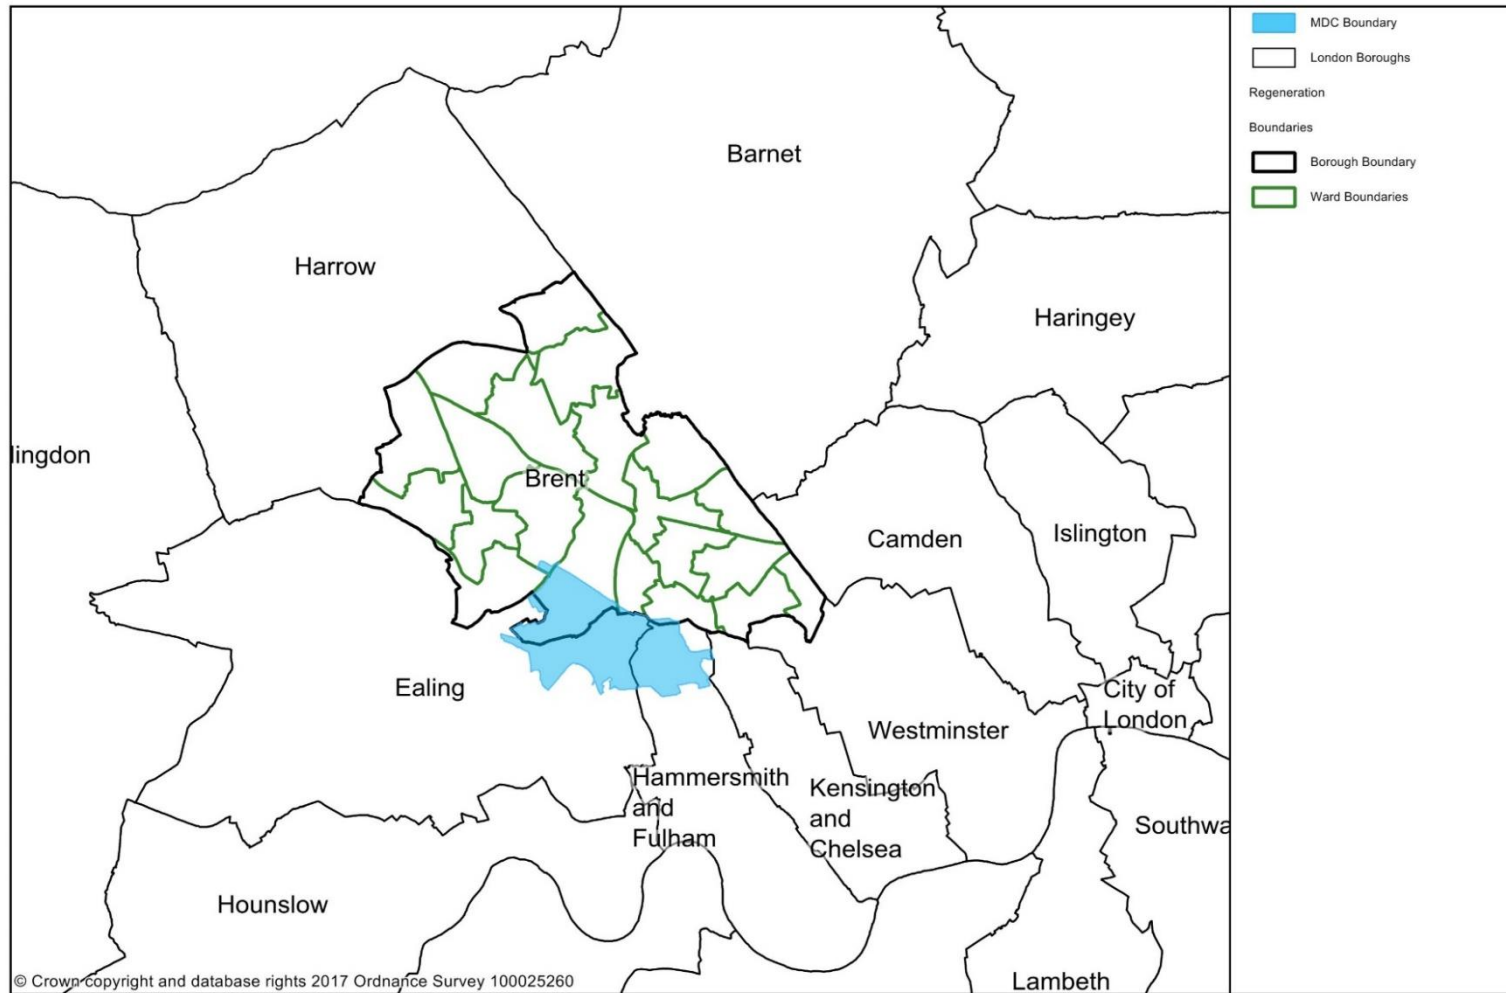 MDC Boundary
London Boroughs
Regeneration
Boundaries
Borough Boundary
Ward Boundaries
Barnet
Harrow
Haringey
lingdon
Brent
Camden
Islington
Ealing
City of
London
Westminster
Hammersmith
and
Fulham
Kensington
and
Chelsea
Southwa
Hounslow
Lambeth
© Crown copyright and database rights 2017 Ordnance Survey 100025260